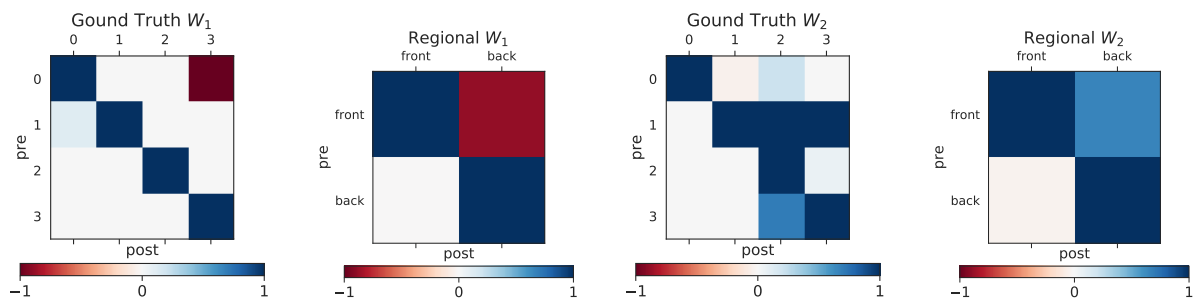 Gound Truth W₁
0 1 2 3
pre
0
1
2
3
post
−1 0 1
Regional W₁
front back
pre
front
back
post
−1 0 1
Gound Truth W₂
0 1 2 3
pre
0
1
2
3
post
−1 0 1
Regional W₂
front back
pre
front
back
post
−1 0 1